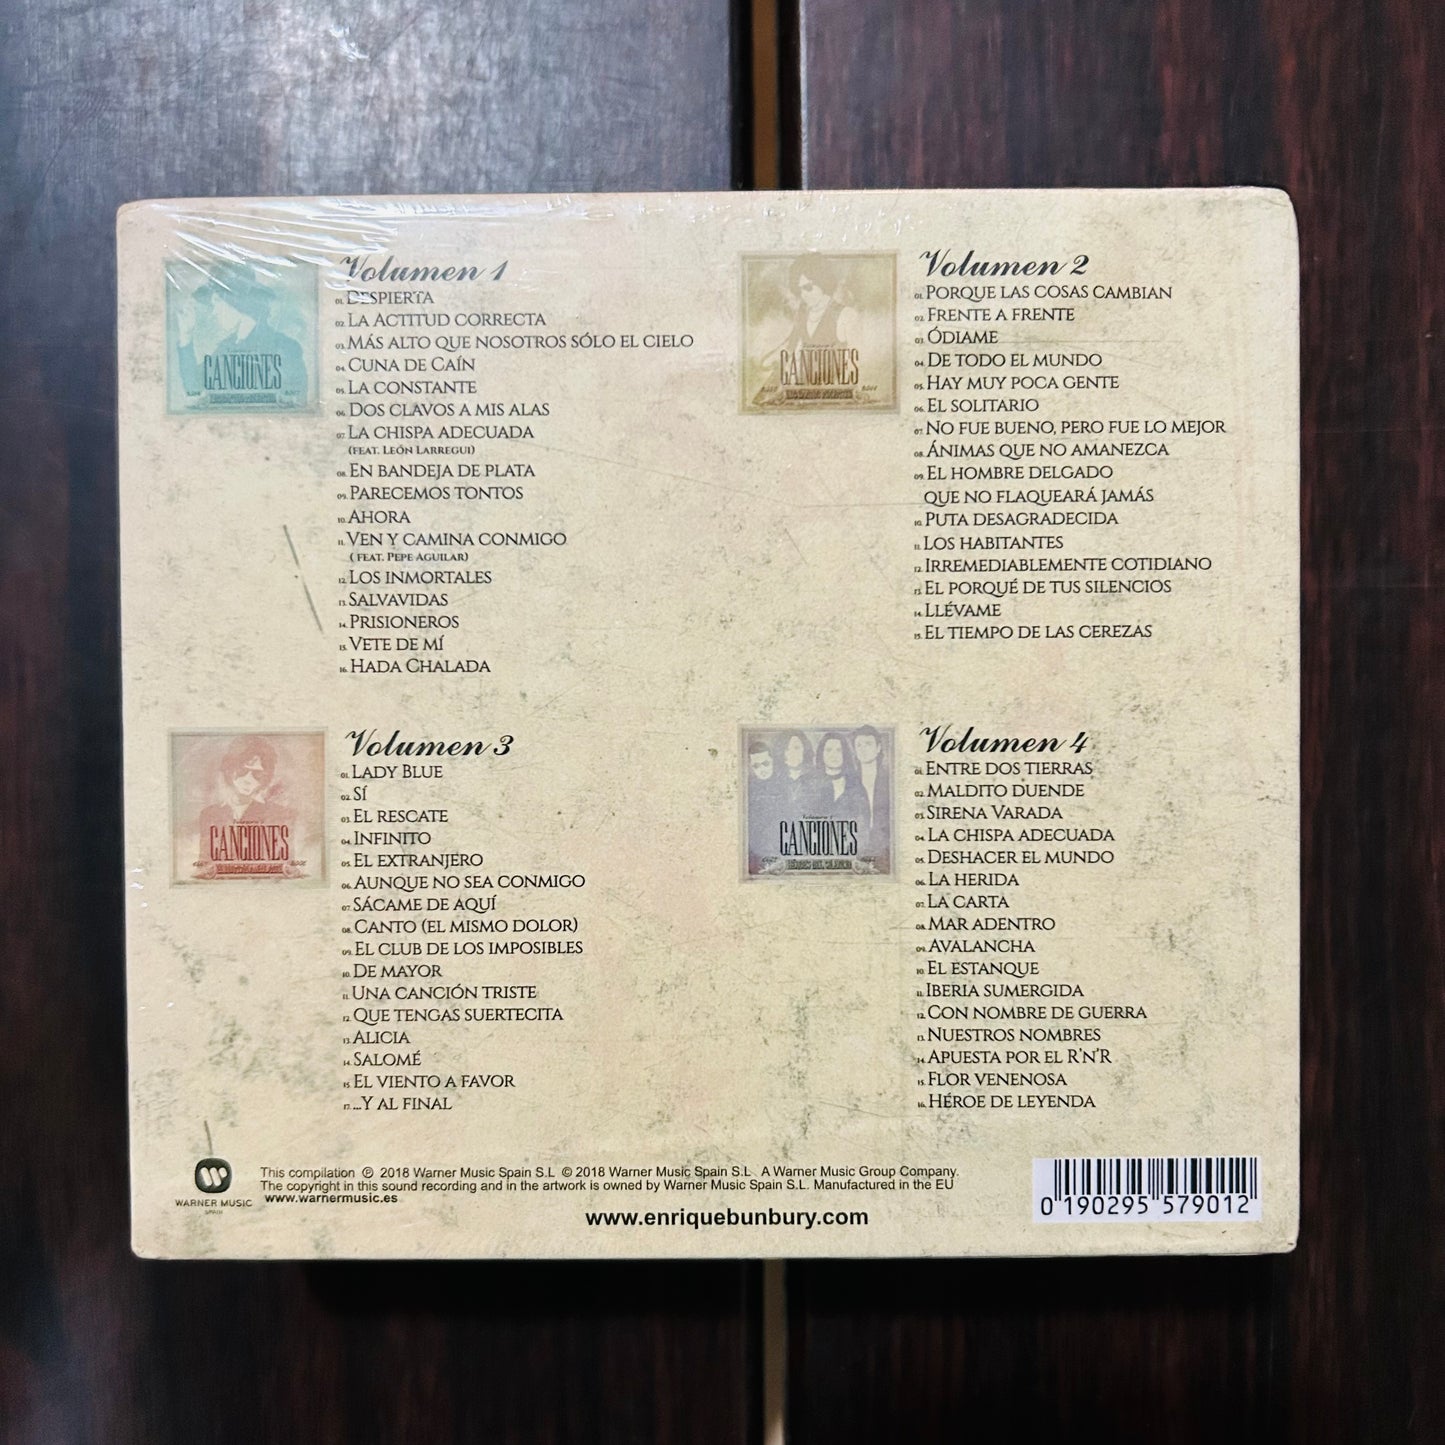 Volumen 1
01. Despierta
02. La actitud correcta
03. Más alto que nosotros sólo el cielo
04. Cuna de Caín
05. La constante
06. Dos clavos a mis alas
07. La chispa adecuada
(feat. León Larregui)
08. En bandeja de plata
09. Parecemos tontos
10. Ahora
11. Ven y camina conmigo
( feat. Pepe Aguilar)
12. Los inmortales
13. Salvavidas
14. Prisioneros
15. Vete de mí
16. Hada Chalada
CANCIONES
Volumen 2
01. Porque las cosas cambian
02. Frente a frente
03. Ódiame
04. De todo el mundo
05. Hay muy poca gente
06. El solitario
07. No fue bueno, pero fue lo mejor
08. Ánimas que no amanezca
09. El hombre delgado
que no flaqueará jamás
10. Puta desagradecida
11. Los habitantes
12. Irremediablemente cotidiano
13. El porqué de tus silencios
14. Llévame
15. El tiempo de las cerezas
CANCIONES
Volumen 3
01. Lady Blue
02. Sí
03. El rescate
04. Infinito
05. El extranjero
06. Aunque no sea conmigo
07. Sácame de aquí
08. Canto (el mismo dolor)
09. El club de los imposibles
10. De mayor
11. Una canción triste
12. Que tengas suertecita
13. Alicia
14. Salomé
15. El viento a favor
17. ...Y al final
CANCIONES
Volumen 4
01. Entre dos tierras
02. Maldito duende
03. Sirena Varada
04. La chispa adecuada
05. Deshacer el mundo
06. La herida
07. La carta
08. Mar adentro
09. Avalancha
10. El estanque
11. Iberia sumergida
12. Con nombre de guerra
13. Nuestros nombres
14. Apuesta por el R'n'R
15. Flor venenosa
16. Héroe de leyenda
CANCIONES
HÉROES DEL SILENCIO
WARNER MUSIC
SPAIN
This compilation ℗ 2018 Warner Music Spain S.L © 2018 Warner Music Spain S.L . A Warner Music Group Company.
The copyright in this sound recording and in the artwork is owned by Warner Music Spain S.L. Manufactured in the EU
www.warnermusic.es
www.enriquebunbury.com
0 190295 579012